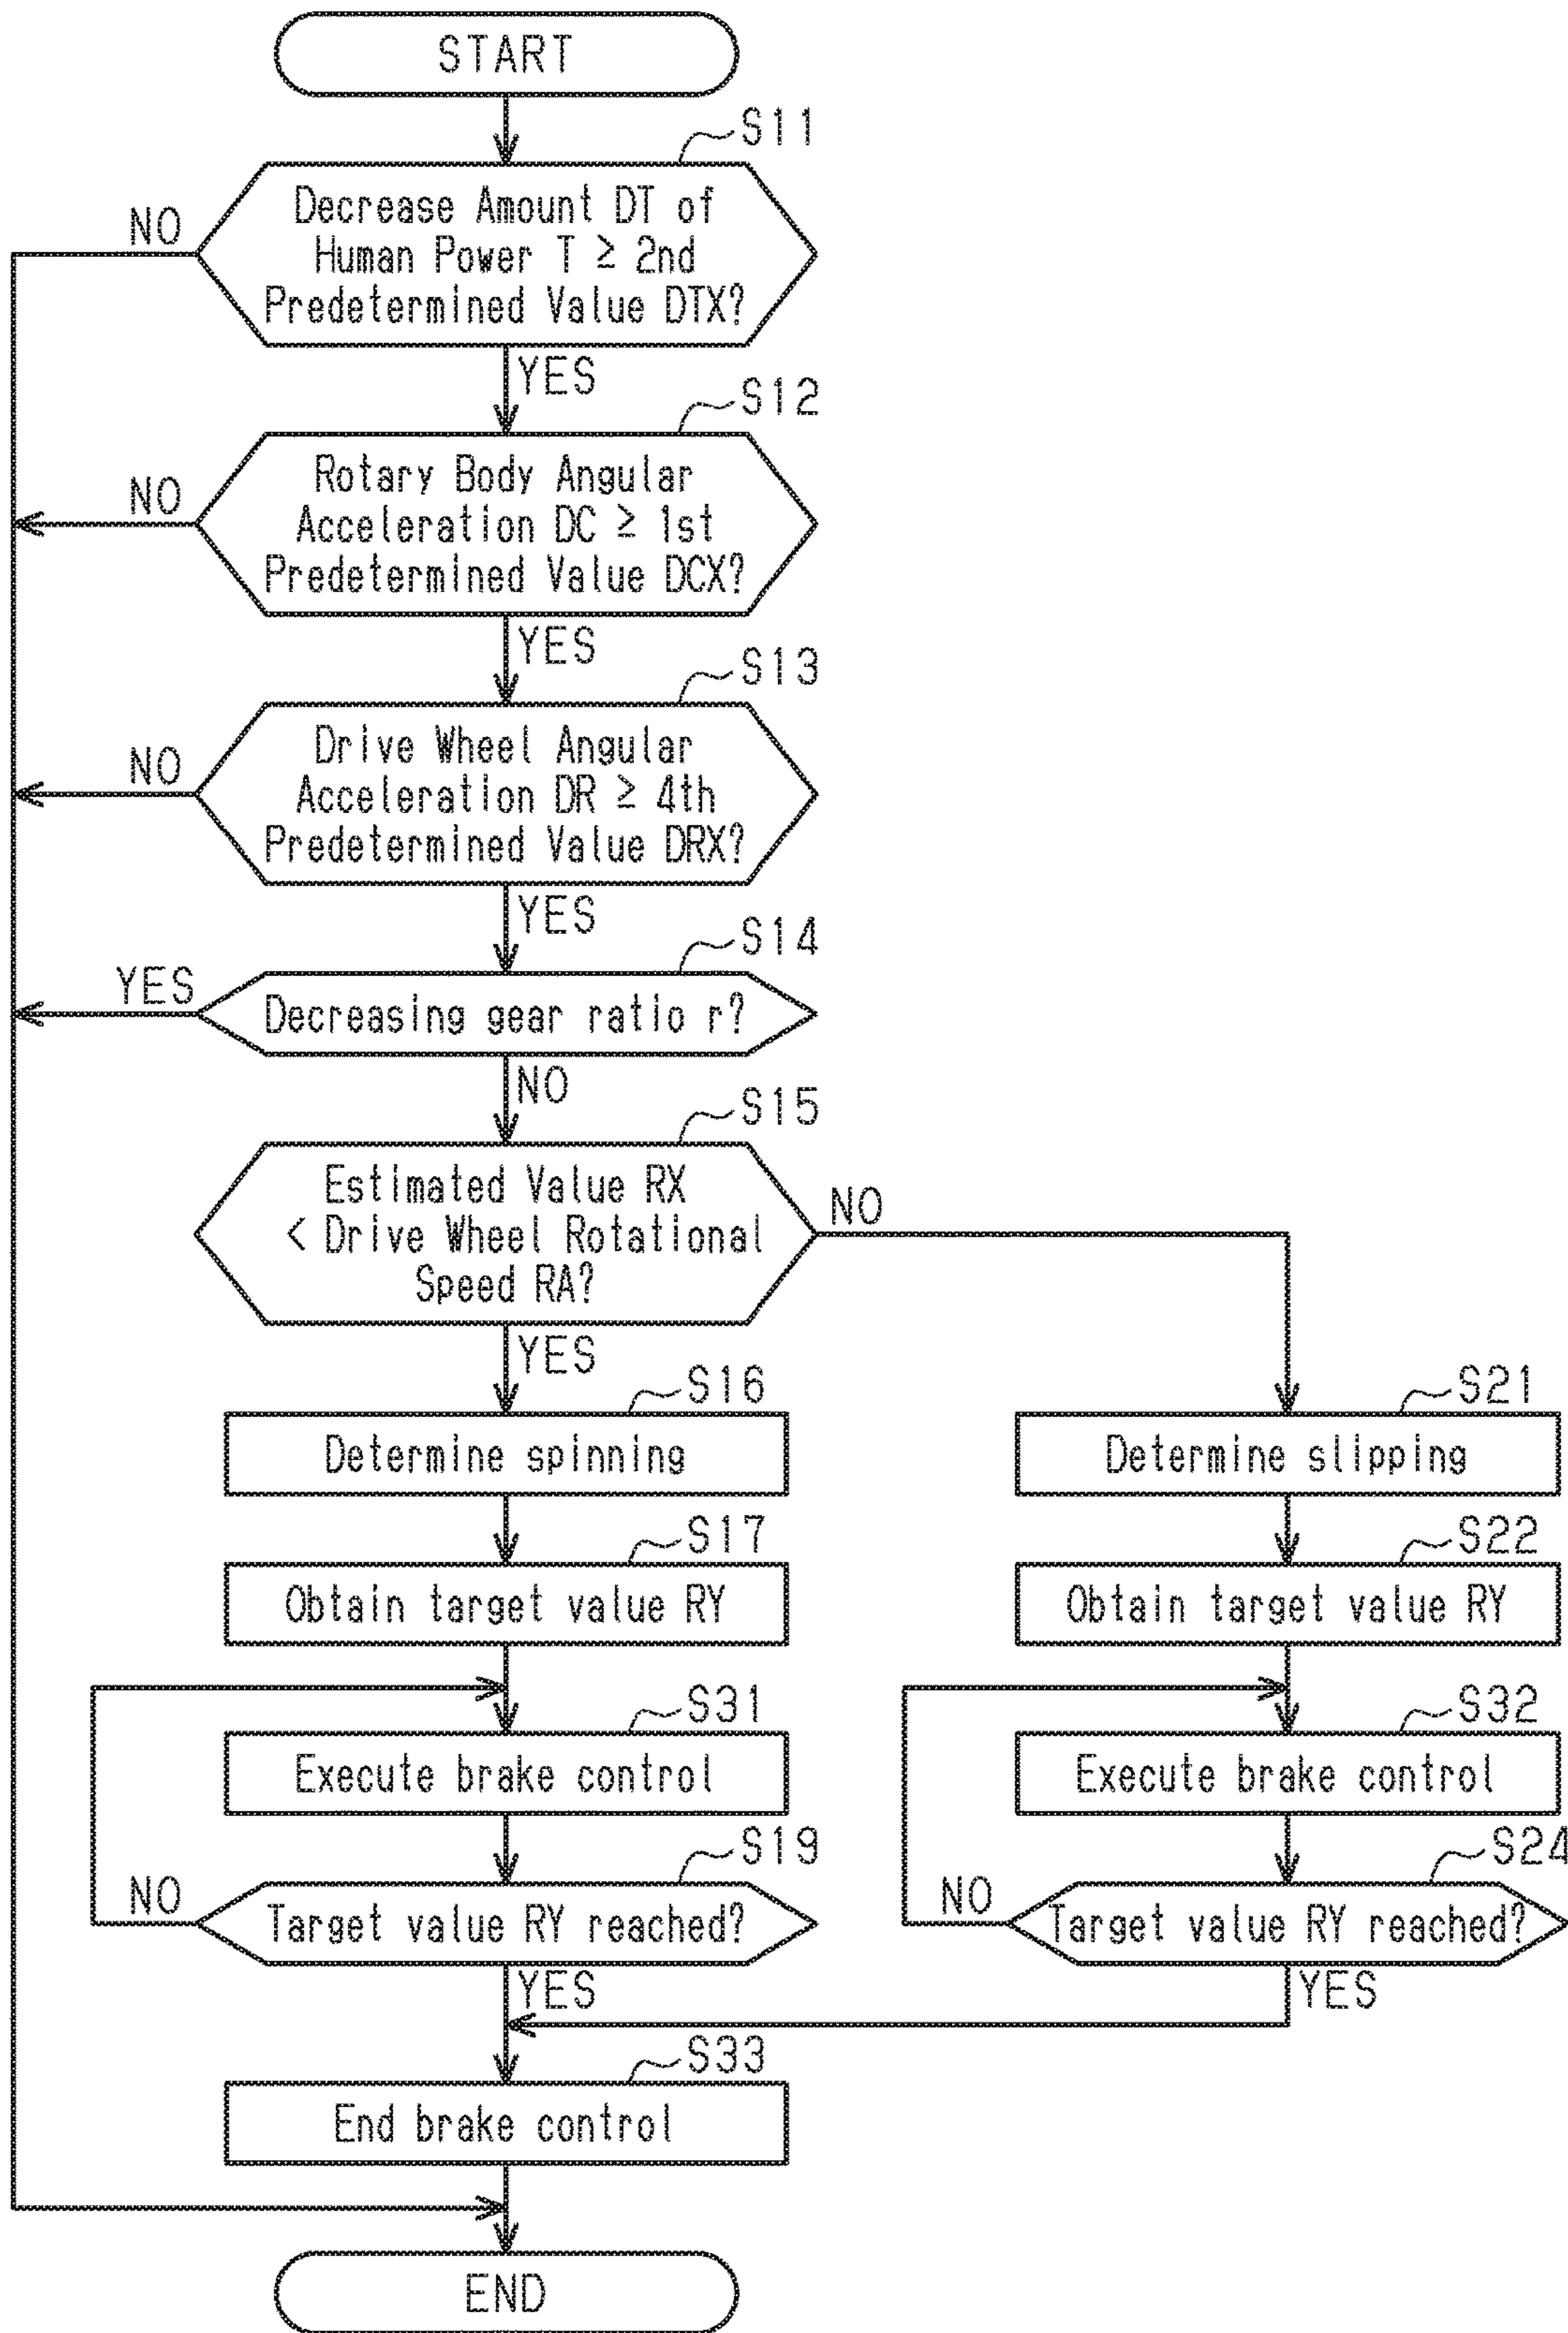 START
S11
NO
Decrease Amount DT of
Human Power T ≥ 2nd
Predetermined Value DTX?
YES
S12
NO
Rotary Body Angular
Acceleration DC ≥ 1st
Predetermined Value DCX?
YES
S13
NO
Drive Wheel Angular
Acceleration DR ≥ 4th
Predetermined Value DRX?
YES
S14
YES
Decreasing gear ratio r?
NO
S15
Estimated Value RX
< Drive Wheel Rotational
Speed RA?
NO
YES
S16
Determine spinning
S21
Determine slipping
S17
Obtain target value RY
S22
Obtain target value RY
S31
Execute brake control
S32
Execute brake control
S19
NO
Target value RY reached?
YES
S24
NO
Target value RY reached?
YES
S33
End brake control
END